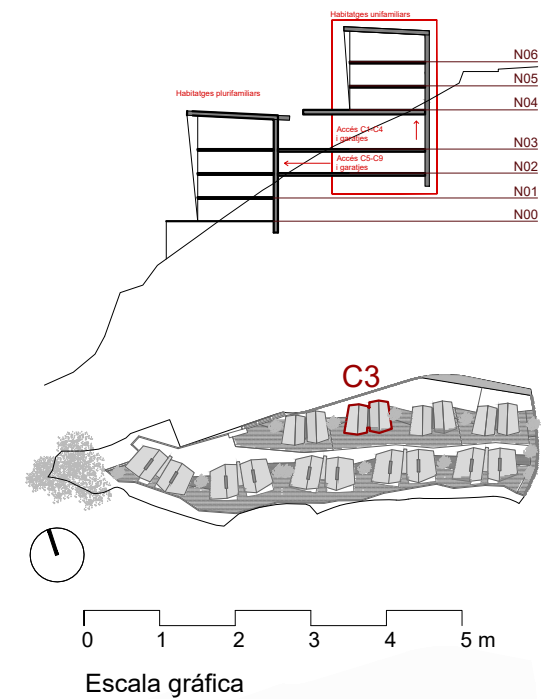 Habitatges unifamiliars
N06
N05
Habitatges plurifamiliars
N04
Accés C1-C4
i garatjes
N03
Accés C5-C9
i garatjes
N02
N01
N00
C3
0 1 2 3 4 5 m
Escala gráfica